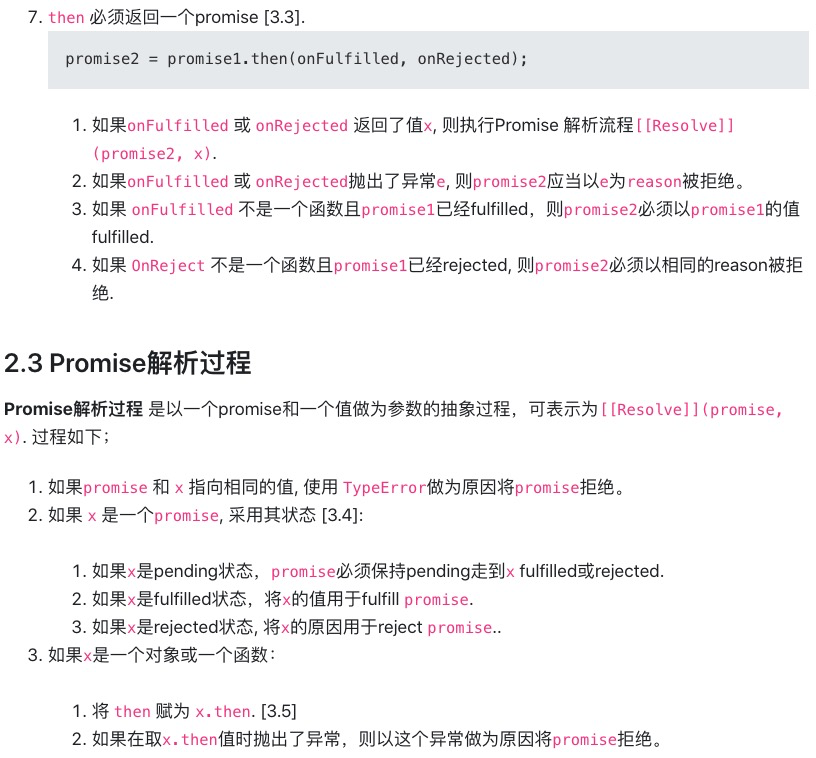 7. then 必须返回一个promise [3.3].
promise2 = promise1.then(onFulfilled, onRejected);
1. 如果onFulfilled 或 onRejected 返回了值x, 则执行Promise 解析流程[[Resolve]]
(promise2, x).
2. 如果onFulfilled 或 onRejected抛出了异常e, 则promise2应当以e为reason被拒绝。
3. 如果 onFulfilled 不是一个函数且promise1已经fulfilled，则promise2必须以promise1的值
fulfilled.
4. 如果 OnReject 不是一个函数且promise1已经rejected, 则promise2必须以相同的reason被拒
绝.
2.3 Promise解析过程
Promise解析过程 是以一个promise和一个值做为参数的抽象过程，可表示为[[Resolve]](promise,
x). 过程如下；
1. 如果promise 和 x 指向相同的值, 使用 TypeError做为原因将promise拒绝。
2. 如果 x 是一个promise, 采用其状态 [3.4]:
1. 如果x是pending状态，promise必须保持pending走到x fulfilled或rejected.
2. 如果x是fulfilled状态，将x的值用于fulfill promise.
3. 如果x是rejected状态, 将x的原因用于reject promise..
3. 如果x是一个对象或一个函数：
1. 将 then 赋为 x.then. [3.5]
2. 如果在取x.then值时抛出了异常，则以这个异常做为原因将promise拒绝。